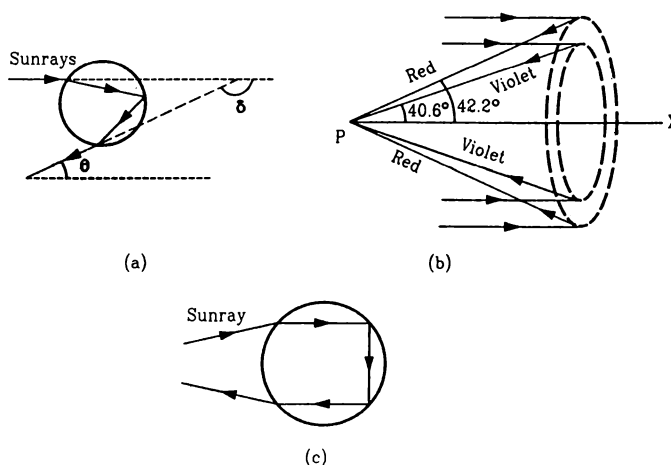 Sunrays
δ
θ
(a)
Red
Violet
40.6° 42.2°
P
X
Violet
Red
(b)
Sunray
(c)